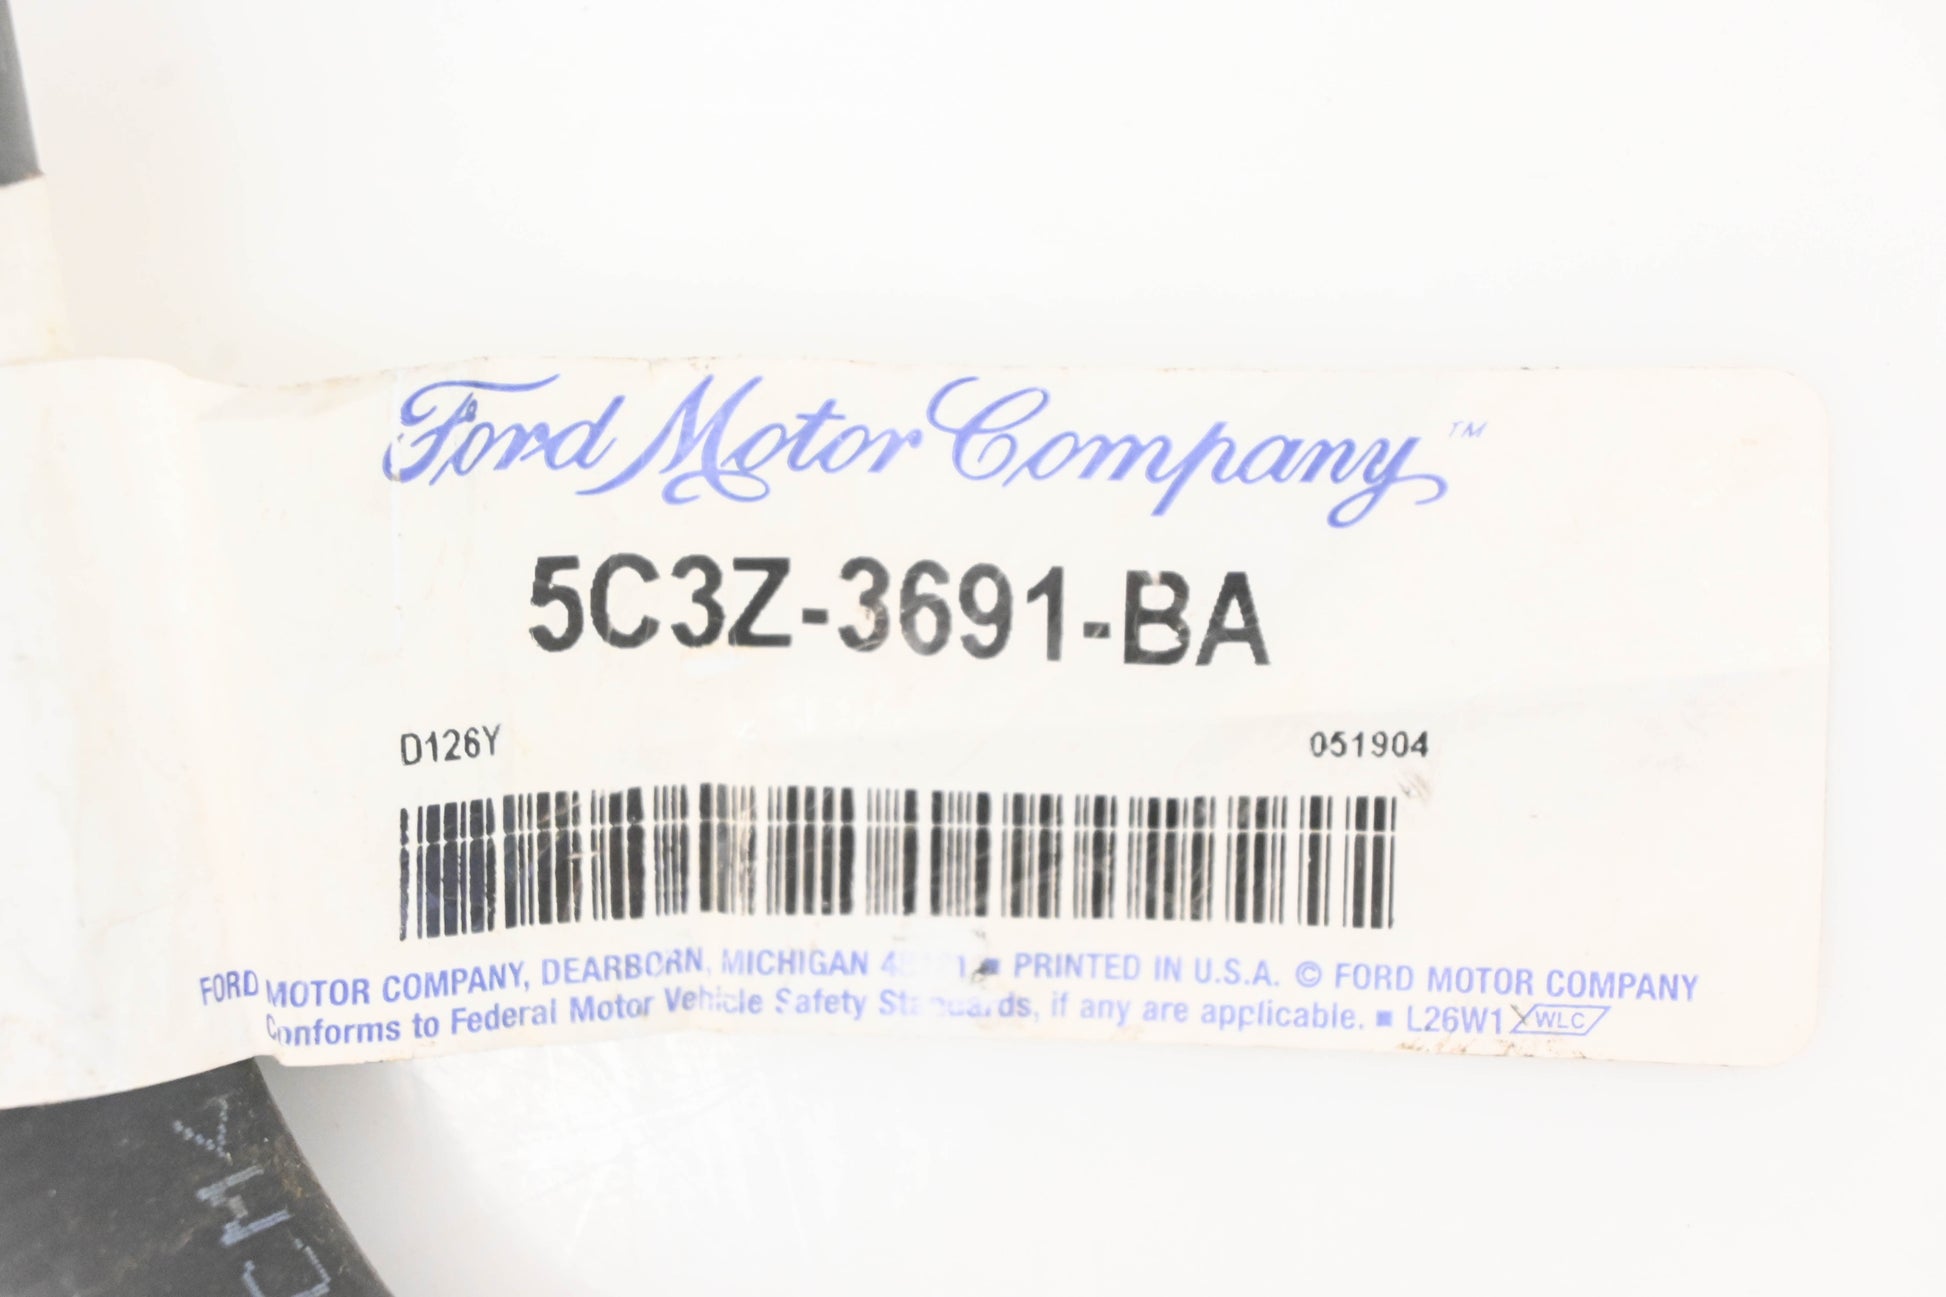 Ford Motor Company™
5C3Z-3691-BA
D126Y 051904
FORD MOTOR COMPANY, DEARBORN, MICHIGAN ■ PRINTED IN U.S.A. © FORD MOTOR COMPANY
Conforms to Federal Motor Vehicle Safety Standards, if any are applicable. ■ L26W1 WLC